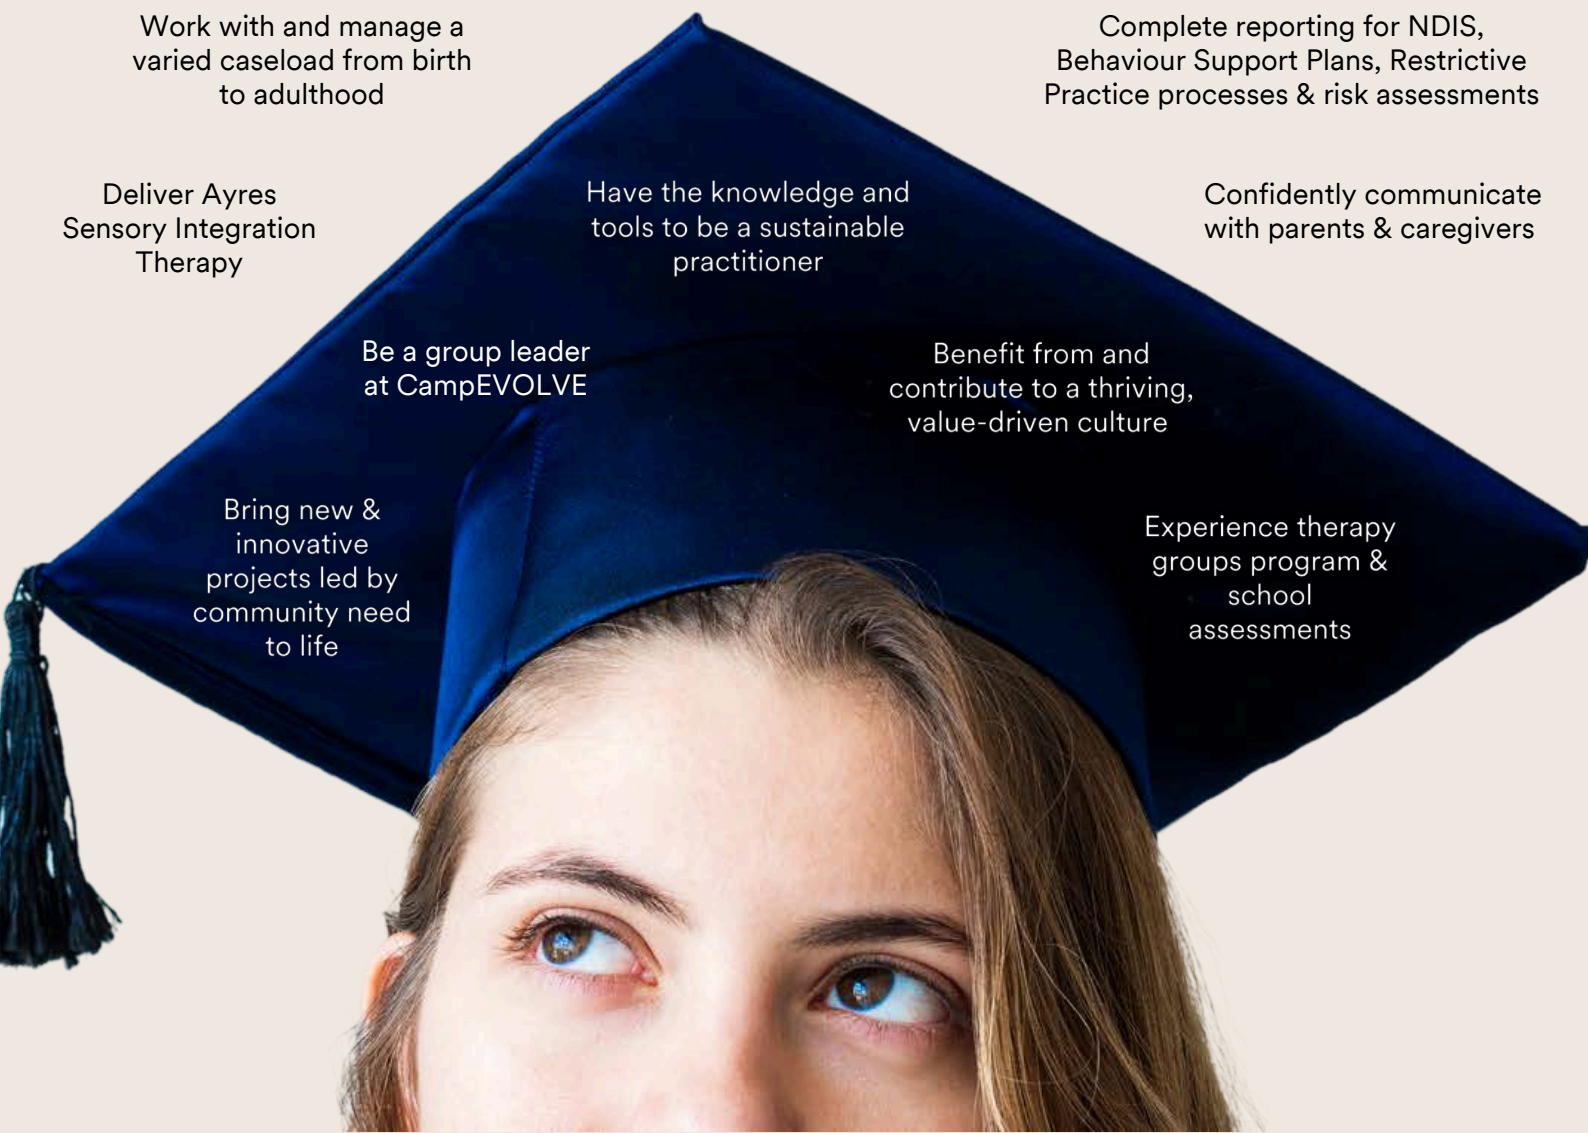 Work with and manage a
varied caseload from birth
to adulthood
Complete reporting for NDIS,
Behaviour Support Plans, Restrictive
Practice processes & risk assessments
Deliver Ayres
Sensory Integration
Therapy
Have the knowledge and
tools to be a sustainable
practitioner
Confidently communicate
with parents & caregivers
Be a group leader
at CampEVOLVE
Benefit from and
contribute to a thriving,
value-driven culture
Bring new &
innovative
projects led by
community need
to life
Experience therapy
groups program &
school
assessments